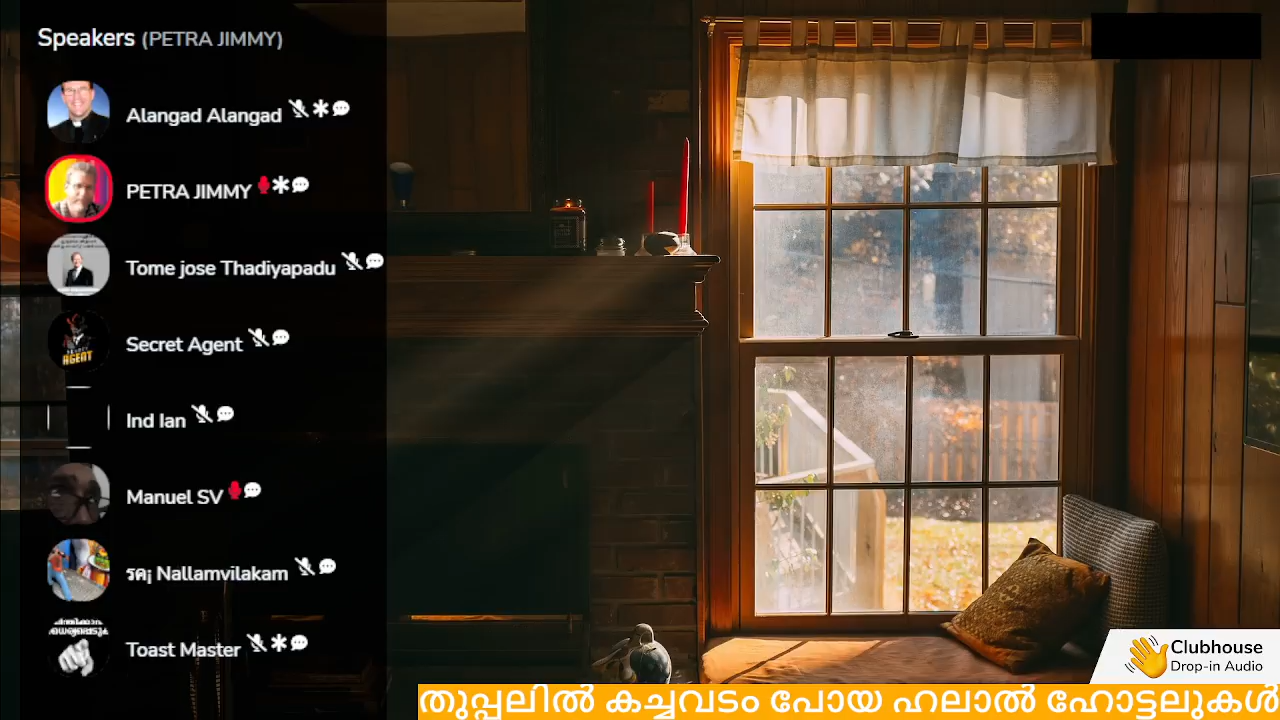 Speakers (PETRA JIMMY)
Alangad Alangad
PETRA JIMMY
Tome jose Thadiyapadu
Secret Agent
AGENT
Ind Ian
Manuel SV
Nallamvilakam
Toast Master
Clubhouse
Drop-in Audio
തുപ്പലിൽ കച്ചവടം പോയ ഹലാൽ ഹോട്ടലുകൾ